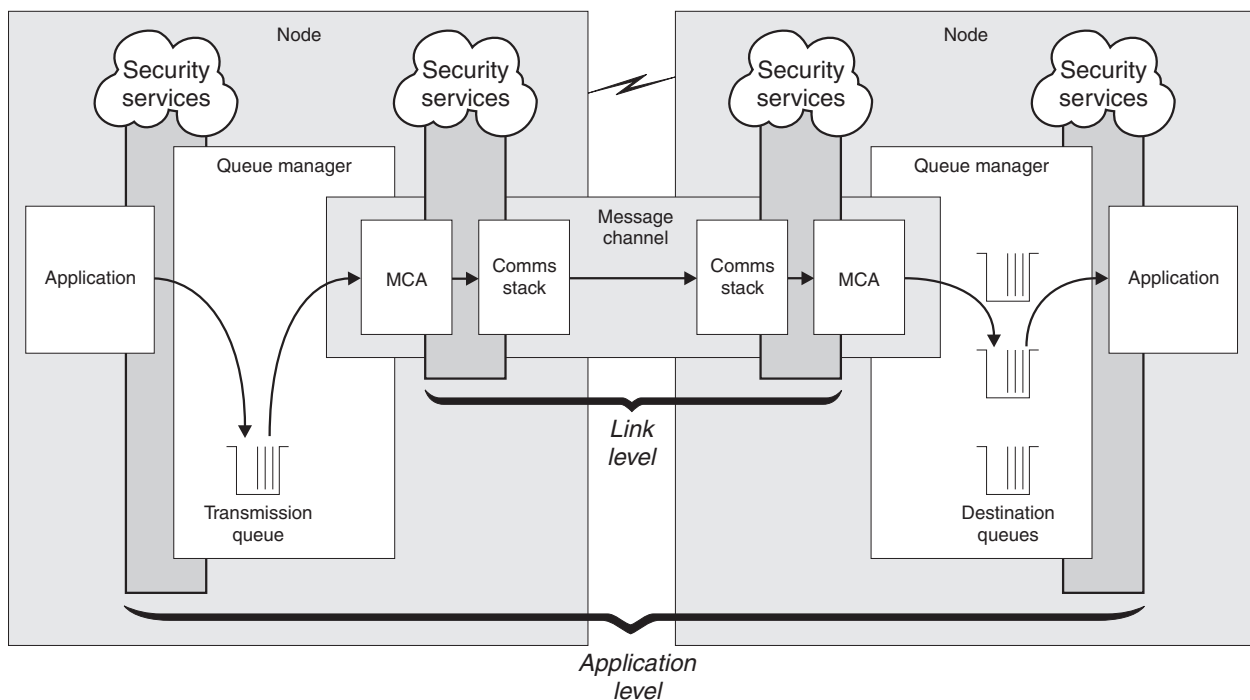 Node
Node
Security
services
Security
services
Security
services
Security
services
Queue manager
Queue manager
Message
channel
Application
MCA
Comms
stack
Comms
stack
MCA
Application
Link
level
Transmission
queue
Destination
queues
Application
level